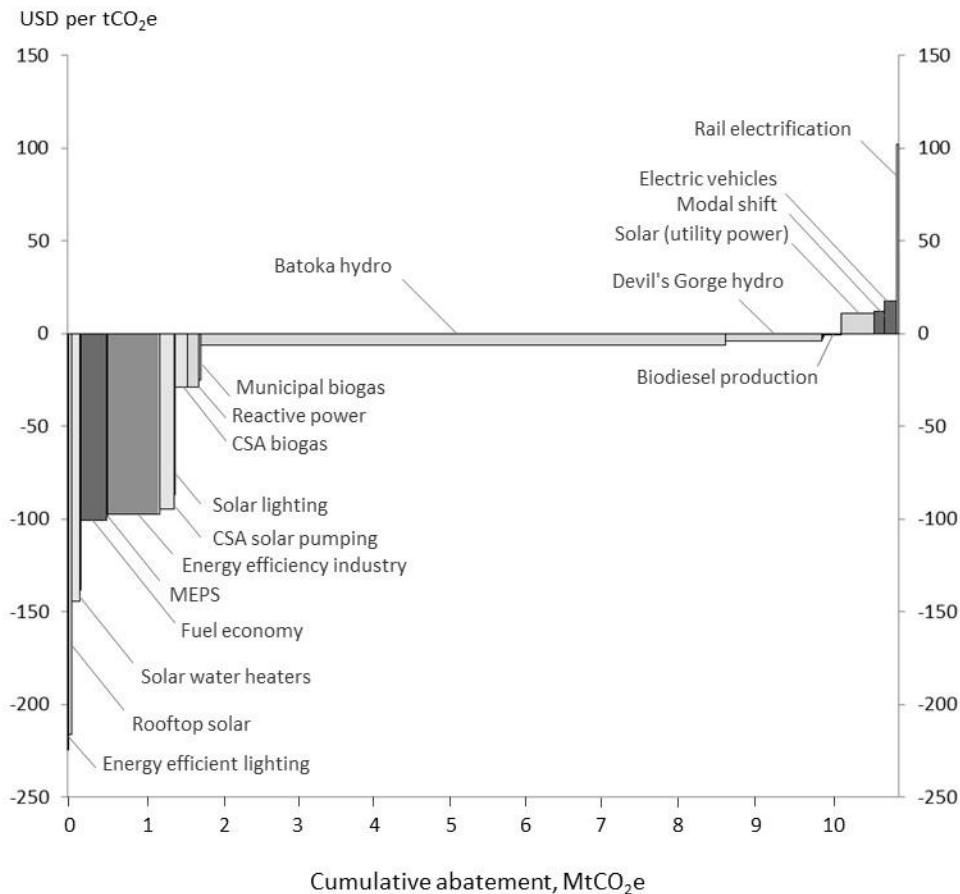 USD per tCO₂e
150
150
Rail electrification
100
100
Electric vehicles
Modal shift
50
Solar (utility power)
50
Batoka hydro
Devil's Gorge hydro
0
0
Biodiesel production
Municipal biogas
Reactive power
-50
CSA biogas
-50
Solar lighting
-100
CSA solar pumping
-100
Energy efficiency industry
MEPS
-150
Fuel economy
-150
Solar water heaters
-200
Rooftop solar
-200
Energy efficient lighting
-250
-250
0 1 2 3 4 5 6 7 8 9 10
Cumulative abatement, MtCO₂e